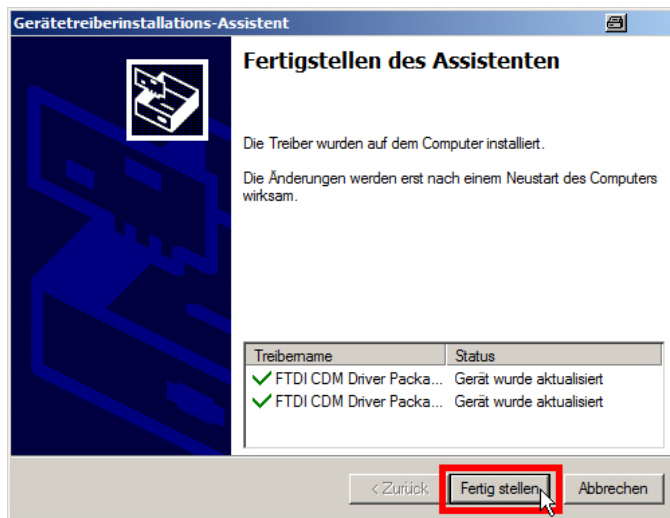 Gerätetreiberinstallations-As
Fertigstellen des Assistenten
Die Treiber wurden auf dem Computer installiert.
Die Änderungen werden erst nach einem Neustart des Computers
wirksam.
Treibername Status
FTDI CDM Driver Packa... Gerät wurde aktualisiert
FTDI CDM Driver Packa... Gerät wurde aktualisiert
< Zurück Fertig stellen Abbrechen